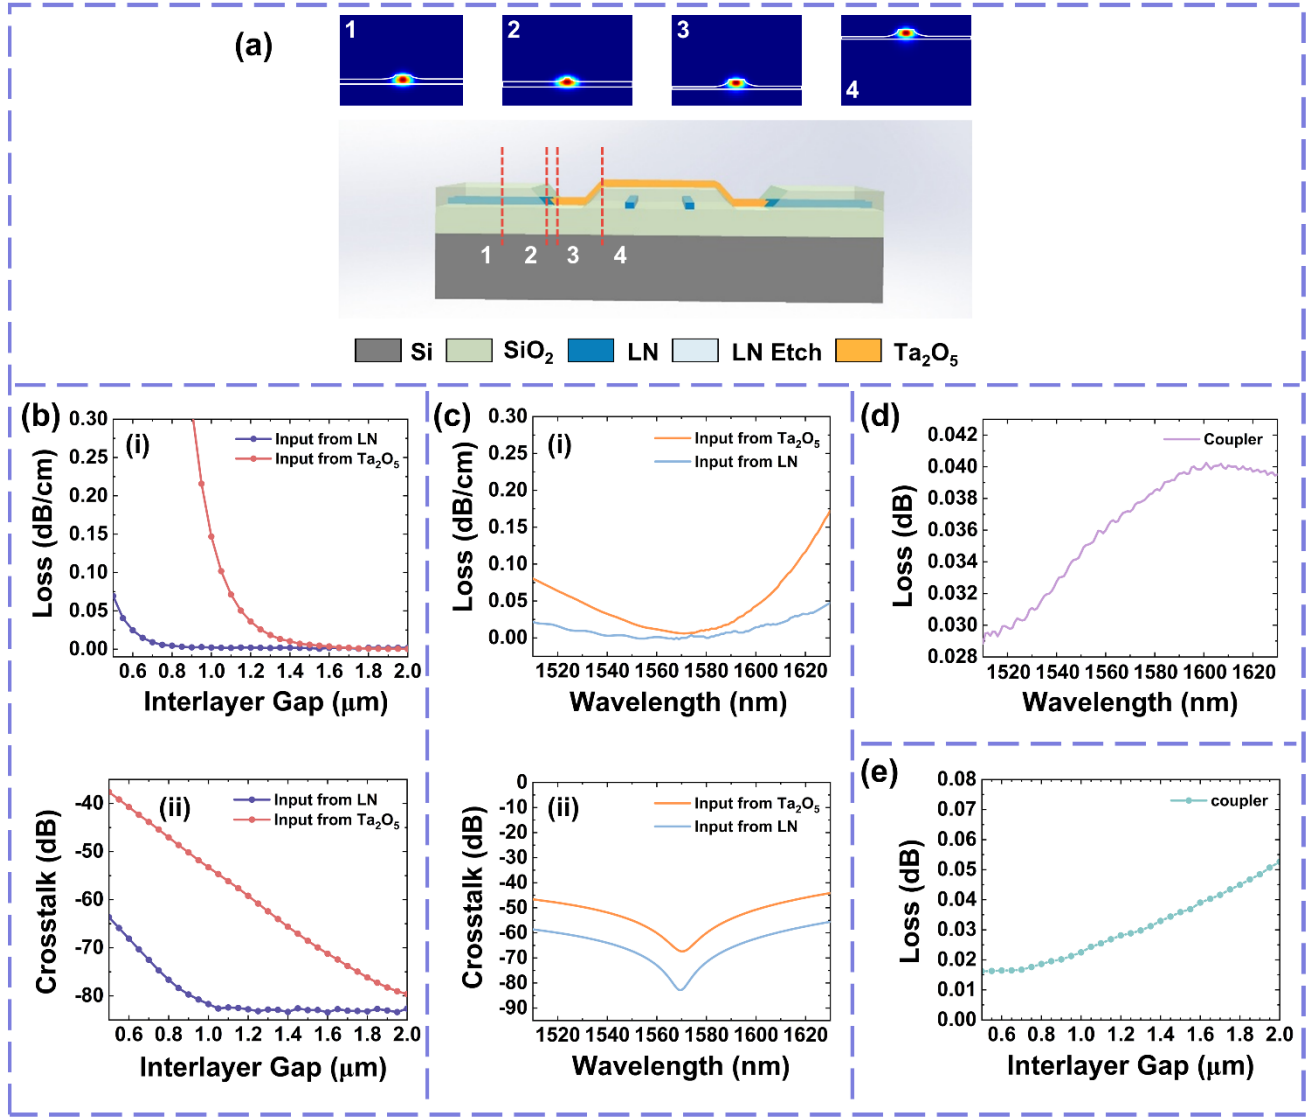 (a)
1
2
3
4
1 2 3 4
Si SiO₂ LN LN Etch Ta₂O₅
(b)
(i)
Input from LN
Input from Ta₂O₅
0.30
0.25
0.20
0.15
0.10
0.05
0.00
Loss (dB/cm)
0.6 0.8 1.0 1.2 1.4 1.6 1.8 2.0
Interlayer Gap (μm)
(ii)
Input from LN
Input from Ta₂O₅
-40
-50
-60
-70
-80
Crosstalk (dB)
0.6 0.8 1.0 1.2 1.4 1.6 1.8 2.0
Interlayer Gap (μm)
(c)
(i)
Input from Ta₂O₅
Input from LN
0.30
0.25
0.20
0.15
0.10
0.05
0.00
Loss (dB/cm)
1520 1540 1560 1580 1600 1620
Wavelength (nm)
(ii)
Input from Ta₂O₅
Input from LN
0
-10
-20
-30
-40
-50
-60
-70
-80
-90
Crosstalk (dB)
1520 1540 1560 1580 1600 1620
Wavelength (nm)
(d)
Coupler
0.042
0.040
0.038
0.036
0.034
0.032
0.030
0.028
Loss (dB)
1520 1540 1560 1580 1600 1620
Wavelength (nm)
(e)
coupler
0.08
0.07
0.06
0.05
0.04
0.03
0.02
0.01
0.00
Loss (dB)
0.6 0.8 1.0 1.2 1.4 1.6 1.8 2.0
Interlayer Gap (μm)